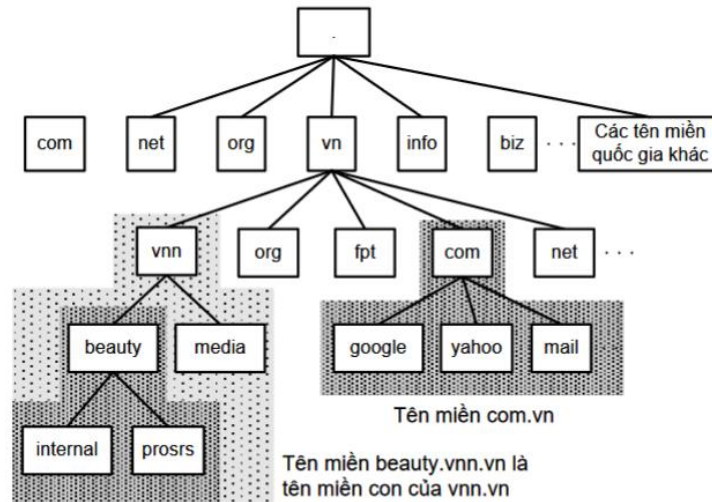 .
com net org vn info biz ... Các tên miền
quốc gia khác
vnn org fpt com net ...
beauty media google yahoo mail ...
Tên miền com.vn
internal prosrs
Tên miền beauty.vnn.vn là
tên miền con của vnn.vn